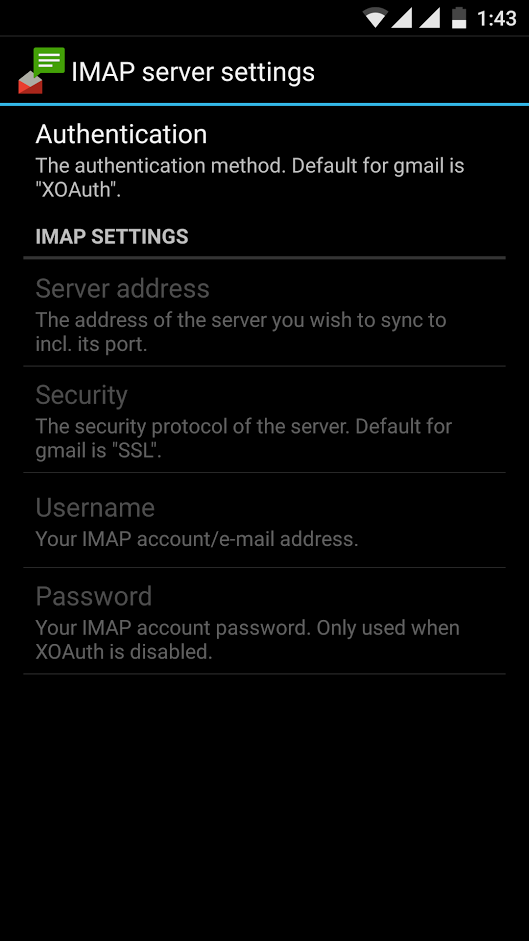 1:43
IMAP server settings
Authentication
The authentication method. Default for gmail is
"XOAuth".
IMAP SETTINGS
Server address
The address of the server you wish to sync to
incl. its port.
Security
The security protocol of the server. Default for
gmail is "SSL".
Username
Your IMAP account/e-mail address.
Password
Your IMAP account password. Only used when
XOAuth is disabled.